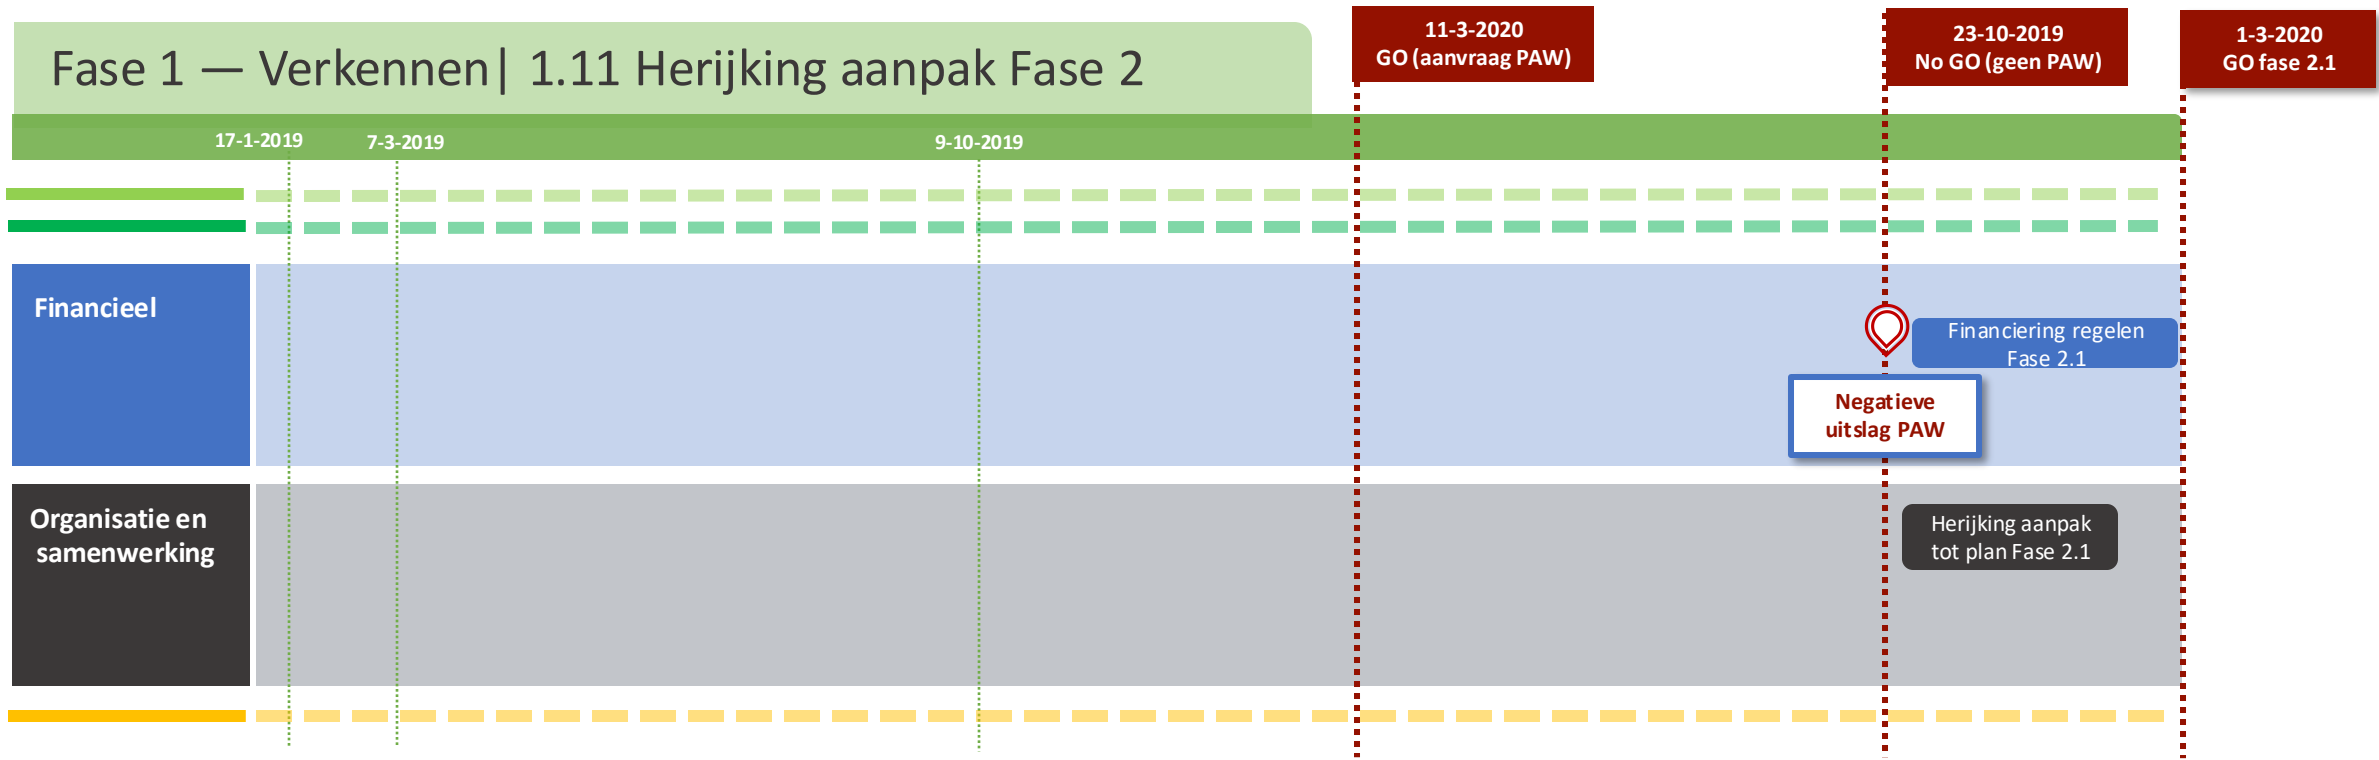 Fase 1 — Verkennen| 1.11 Herijking aanpak Fase 2
11-3-2020
GO (aanvraag PAW)
23-10-2019
No GO (geen PAW)
1-3-2020
GO fase 2.1
17-1-2019
7-3-2019
9-10-2019
Financieel
Financiering regelen
Fase 2.1
Negatieve
uitslag PAW
Organisatie en
samenwerking
Herijking aanpak
tot plan Fase 2.1